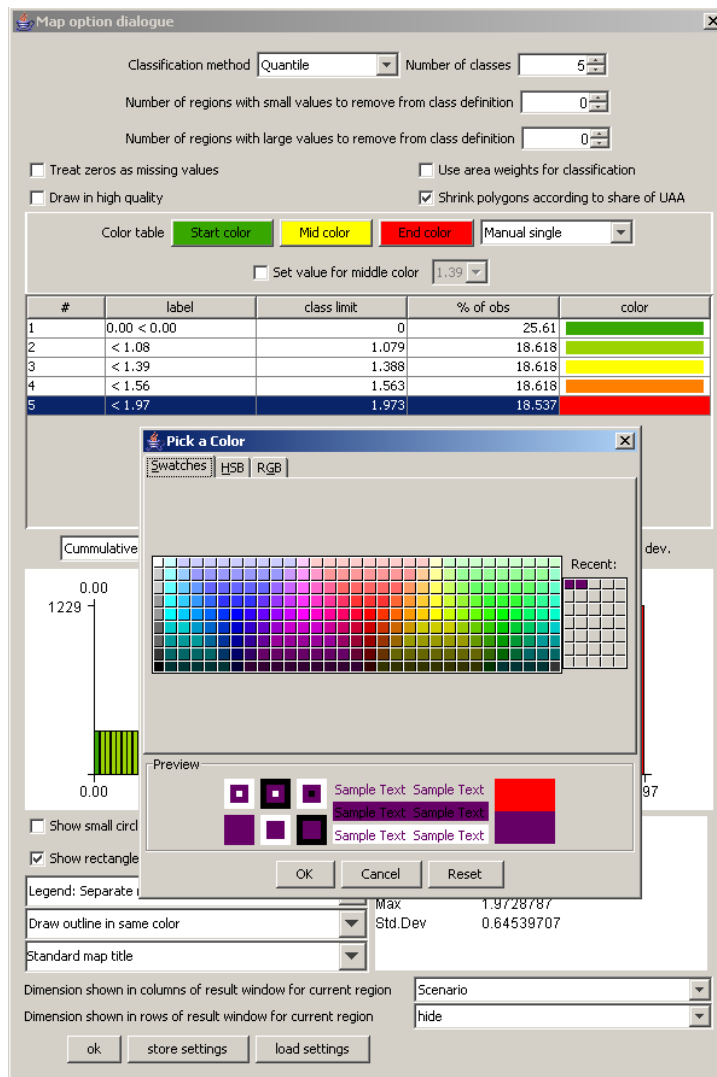 Map option dialogue
Classification method Quantile Number of classes 5
Number of regions with small values to remove from class definition 0
Number of regions with large values to remove from class definition 0
Treat zeros as missing values Use area weights for classification
Draw in high quality Shrink polygons according to share of UAA
Color table Start color Mid color End color Manual single
Set value for middle color 1.39
# label class limit % of obs color
1 0.00 < 0.00 0 25.61
2 < 1.08 1.079 18.618
3 < 1.39 1.388 18.618
4 < 1.56 1.563 18.618
5 < 1.97 1.973 18.537
Pick a Color
Swatches HSB RGB
Cummulative dev.
Recent:
0.00
1229
0.00 97
Preview
Sample Text Sample Text
Sample Text Sample Text
Sample Text Sample Text
Show small circl
Show rectangle
OK Cancel Reset
Legend: Separate
Max 1.9728787
Draw outline in same color Std.Dev 0.64539707
Standard map title
Dimension shown in columns of result window for current region Scenario
Dimension shown in rows of result window for current region hide
ok store settings load settings